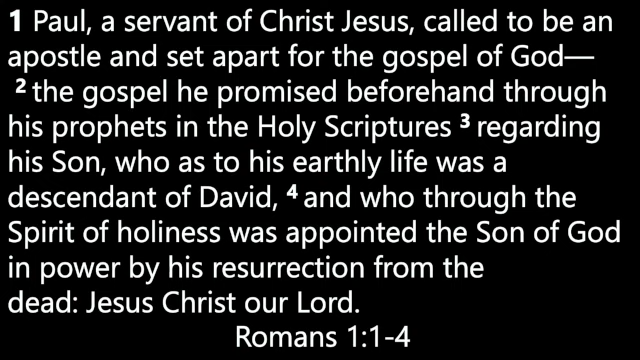 1 Paul, a servant of Christ Jesus, called to be an
apostle and set apart for the gospel of God—
2 the gospel he promised beforehand through
his prophets in the Holy Scriptures 3 regarding
his Son, who as to his earthly life was a
descendant of David, 4 and who through the
Spirit of holiness was appointed the Son of God
in power by his resurrection from the
dead: Jesus Christ our Lord.
Romans 1:1-4